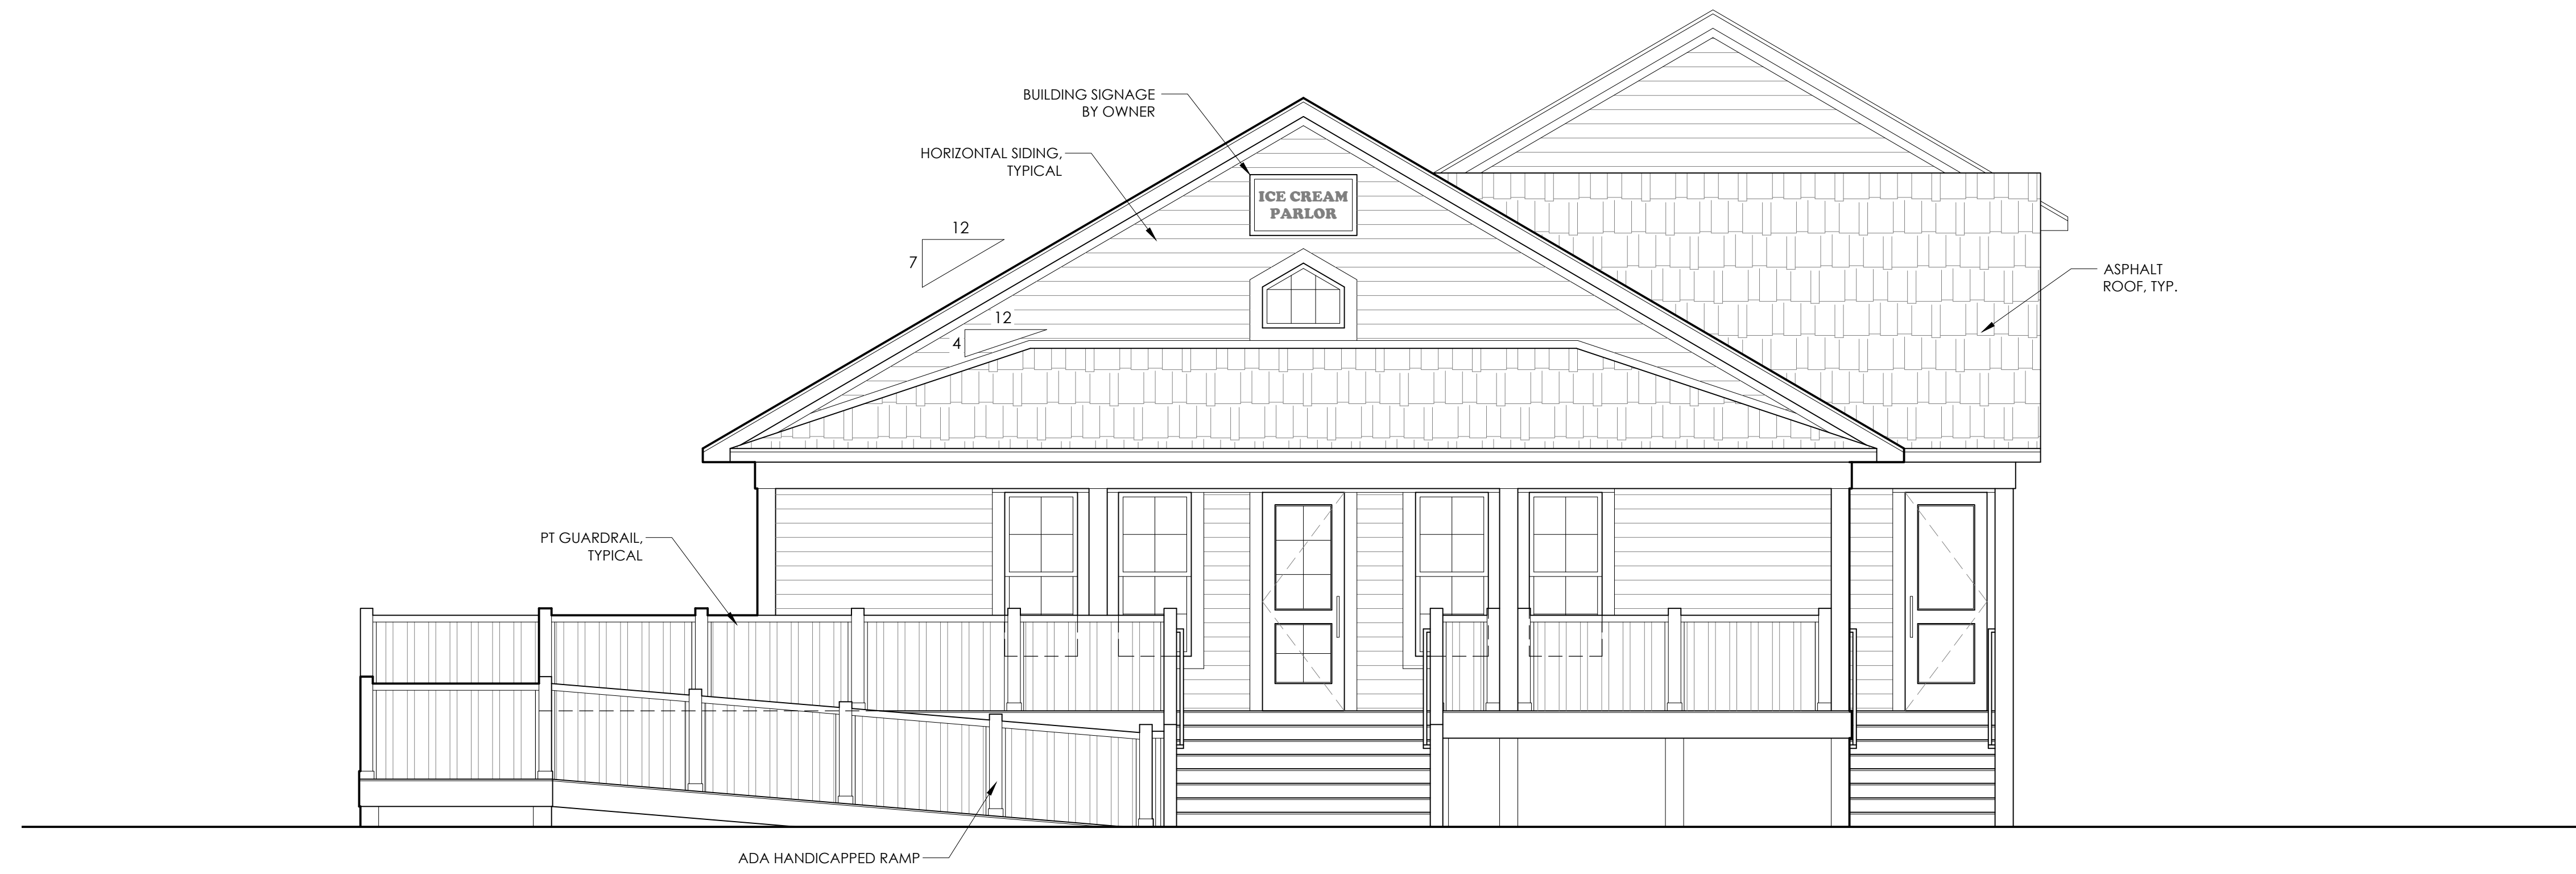 BUILDING SIGNAGE
BY OWNER
HORIZONTAL SIDING,
TYPICAL
ICE CREAM
PARLOR
12
7
ASPHALT
ROOF, TYP.
12
4
PT GUARDRAIL,
TYPICAL
ADA HANDICAPPED RAMP